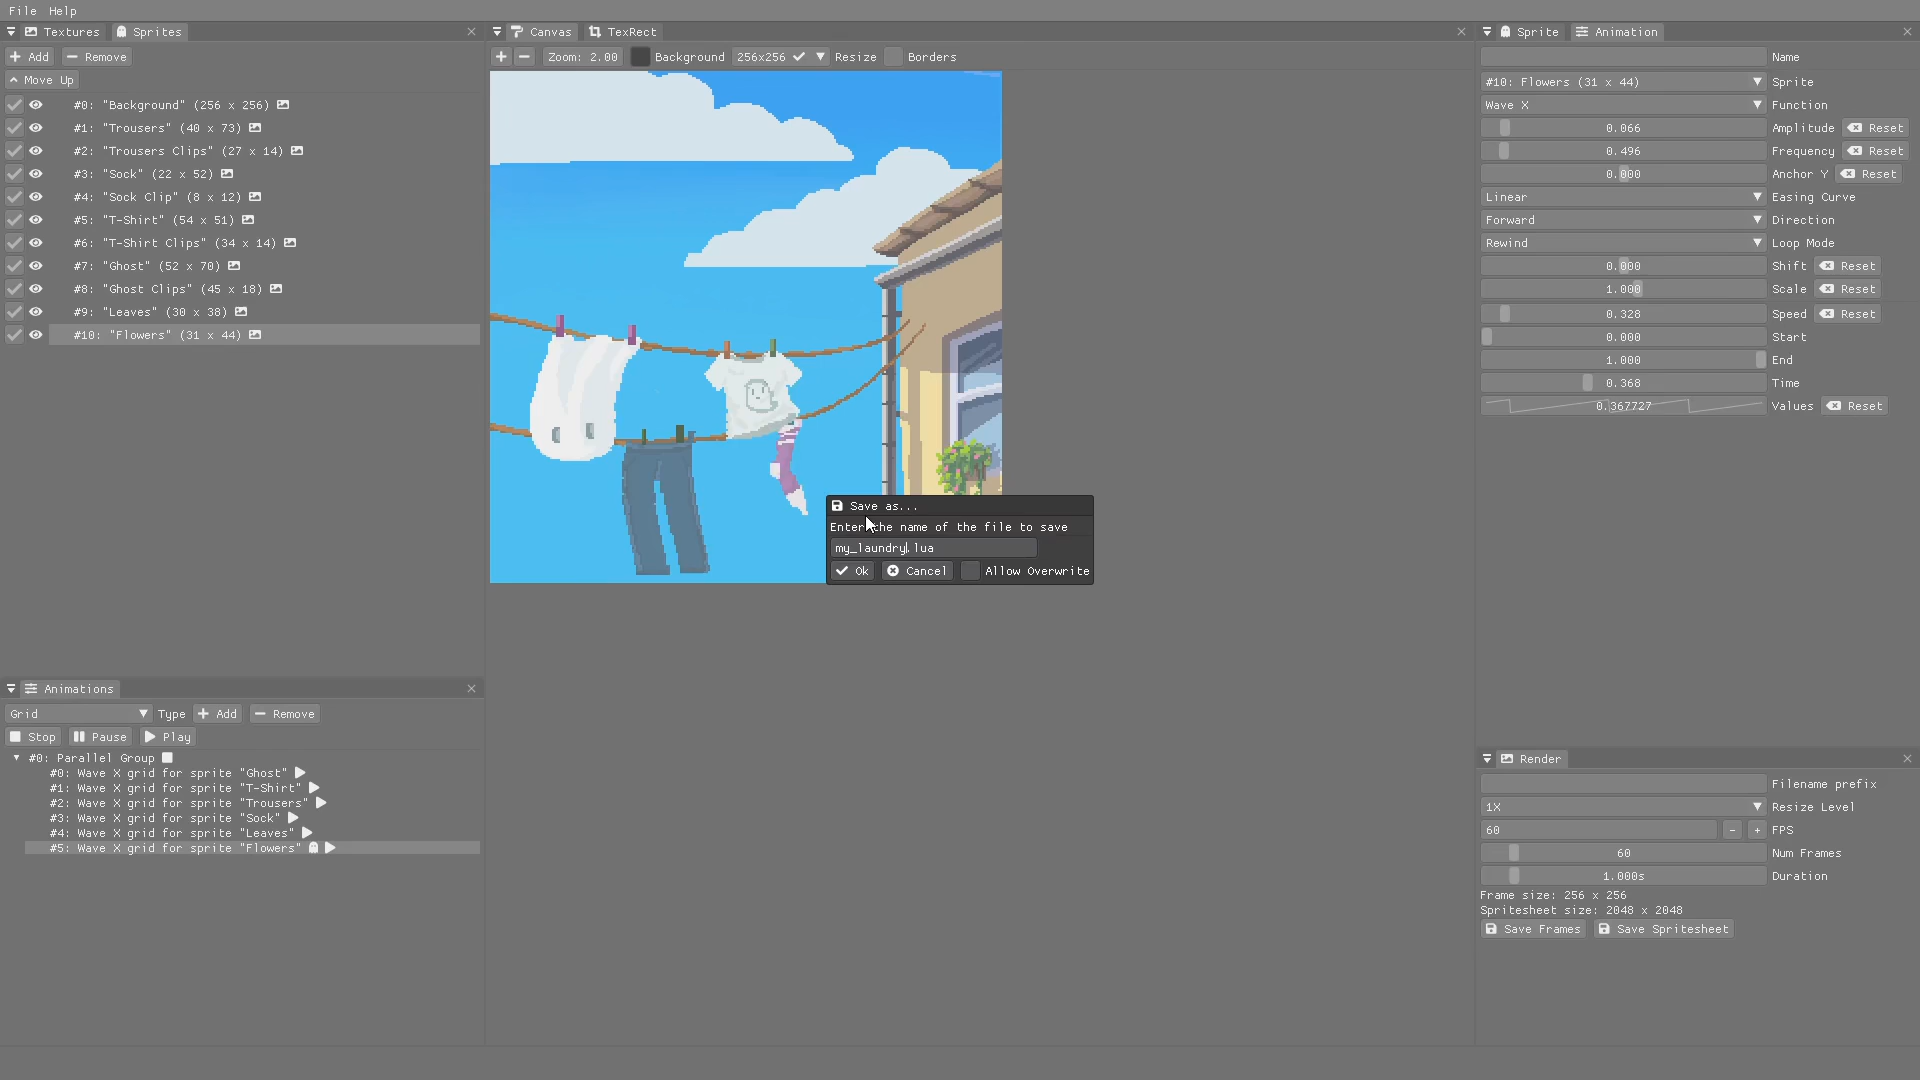 File Help
Textures Sprites
Add Remove
Move Up
#0: "Background" (256 x 256)
#1: "Trousers" (40 x 73)
#2: "Trousers Clips" (27 x 14)
#3: "Sock" (22 x 52)
#4: "Sock Clip" (8 x 12)
#5: "T-Shirt" (54 x 51)
#6: "T-Shirt Clips" (34 x 14)
#7: "Ghost" (52 x 70)
#8: "Ghost Clips" (45 x 18)
#9: "Leaves" (30 x 38)
#10: "Flowers" (31 x 44)
Animations
Grid Type + Add - Remove
Stop Pause Play
#0: Parallel Group
#0: Wave X grid for sprite "Ghost"
#1: Wave X grid for sprite "T-Shirt"
#2: Wave X grid for sprite "Trousers"
#3: Wave X grid for sprite "Sock"
#4: Wave X grid for sprite "Leaves"
#5: Wave X grid for sprite "Flowers"
Canvas TexRect
+ - Zoom: 2.00 Background 256x256 Resize Borders
Save as...
Enter the name of the file to save
my_laundry.lua
Ok Cancel Allow Overwrite
Sprite Animation
Name
#10: Flowers (31 x 44) Sprite
Wave X Function
0.066 Amplitude Reset
0.496 Frequency Reset
0.000 Anchor Y Reset
Linear Easing Curve
Forward Direction
Rewind Loop Mode
0.000 Shift Reset
1.000 Scale Reset
0.328 Speed Reset
0.000 Start
1.000 End
0.368 Time
0.367727 Values Reset
Render
Filename prefix
1X Resize Level
60 - + FPS
60 Num Frames
1.000s Duration
Frame size: 256 x 256
Spritesheet size: 2048 x 2048
Save Frames Save Spritesheet